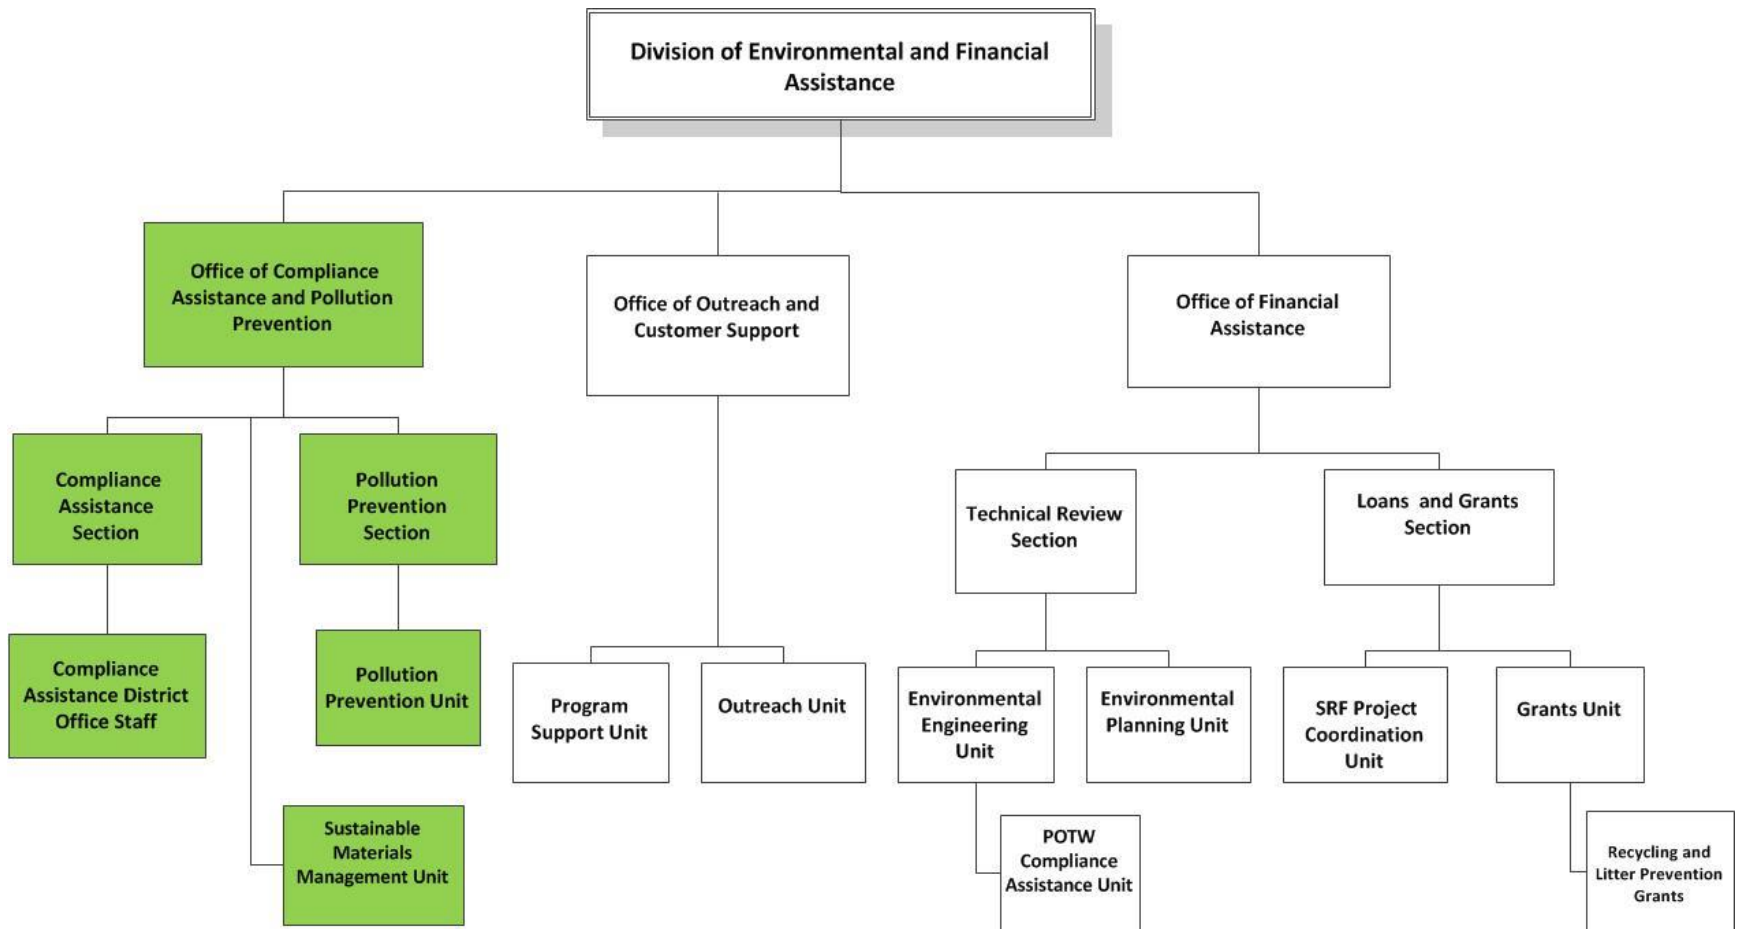 Division of Environmental and Financial
Assistance
Office of Compliance
Assistance and Pollution
Prevention
Office of Outreach and
Customer Support
Office of Financial
Assistance
Compliance
Assistance
Section
Pollution
Prevention
Section
Technical Review
Section
Loans and Grants
Section
Compliance
Assistance District
Office Staff
Pollution
Prevention Unit
Program
Support Unit
Outreach Unit
Environmental
Engineering
Unit
Environmental
Planning Unit
SRF Project
Coordination
Unit
Grants Unit
Sustainable
Materials
Management Unit
POTW
Compliance
Assistance Unit
Recycling and
Litter Prevention
Grants